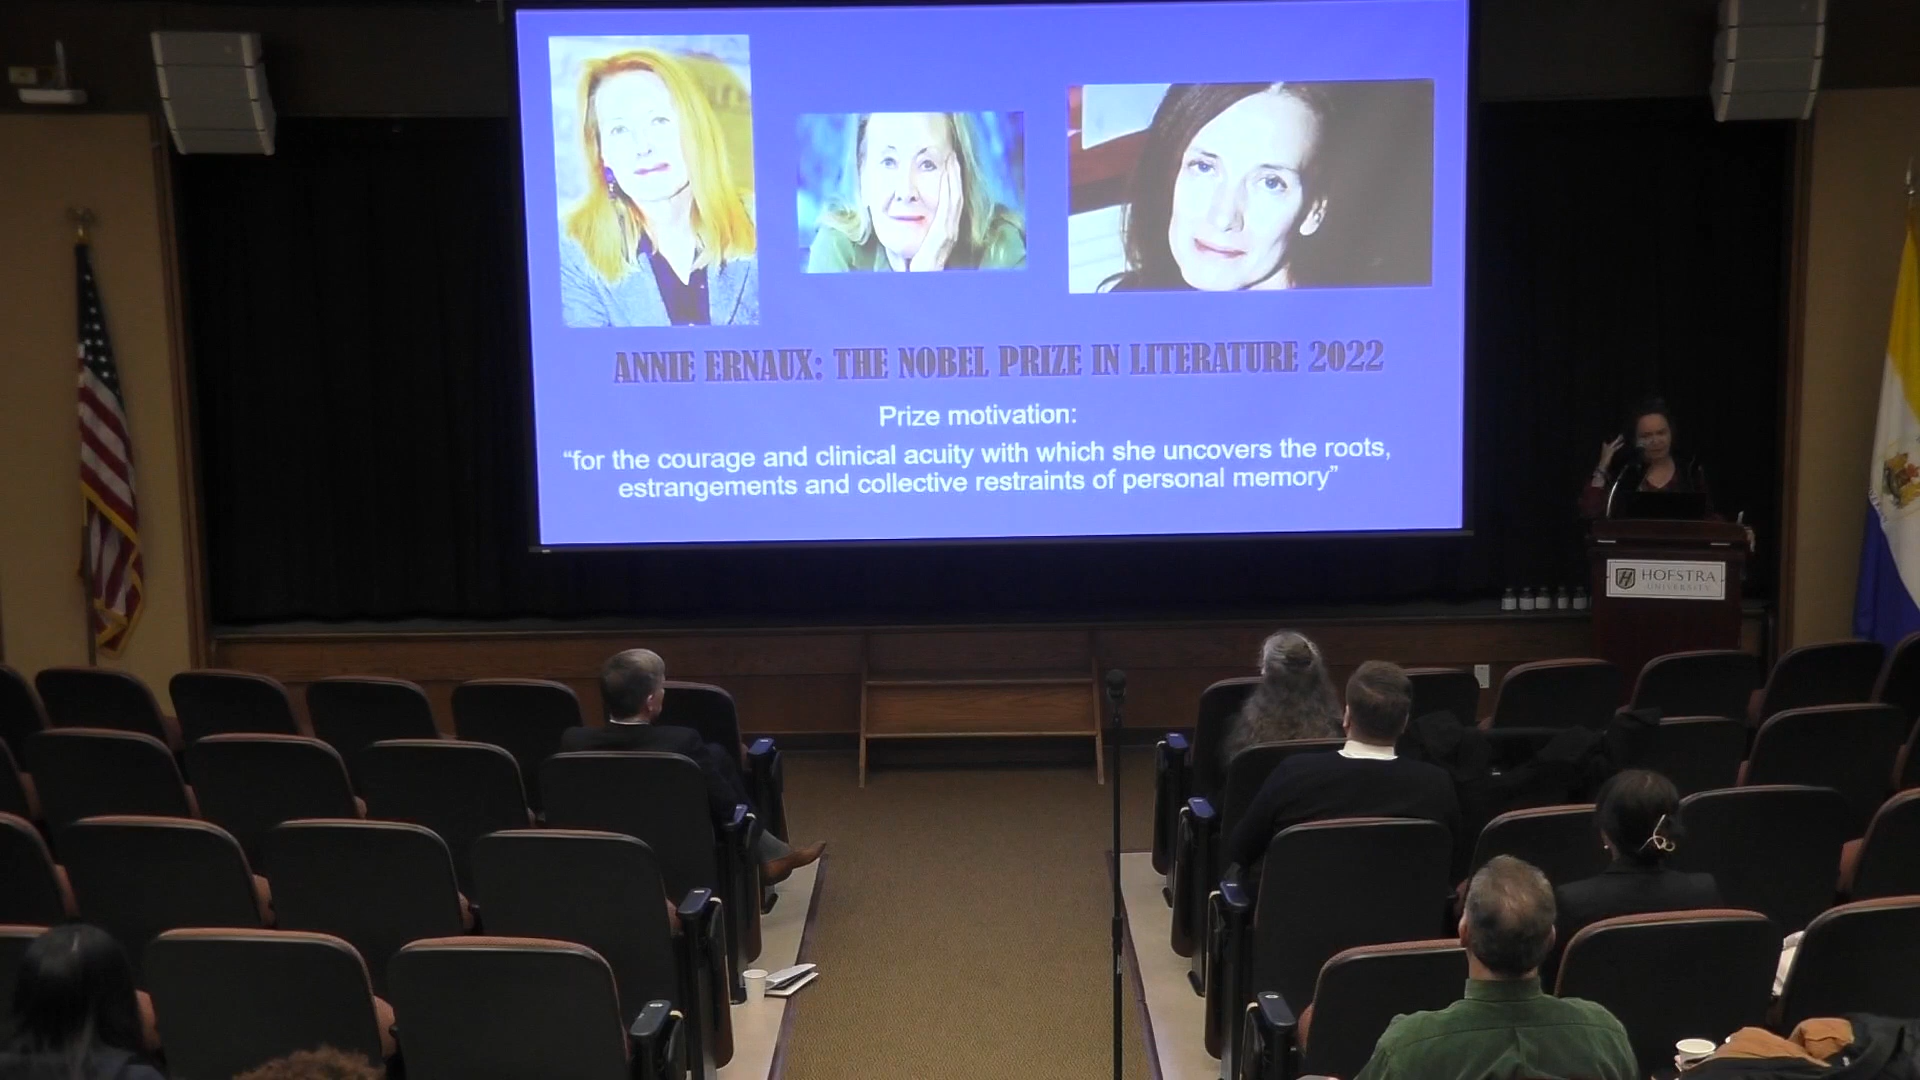 ANNIE ERNAUX: THE NOBEL PRIZE IN LITERATURE 2022
Prize motivation:
“for the courage and clinical acuity with which she uncovers the roots,
estrangements and collective restraints of personal memory”
HOFSTRA
UNIVERSITY